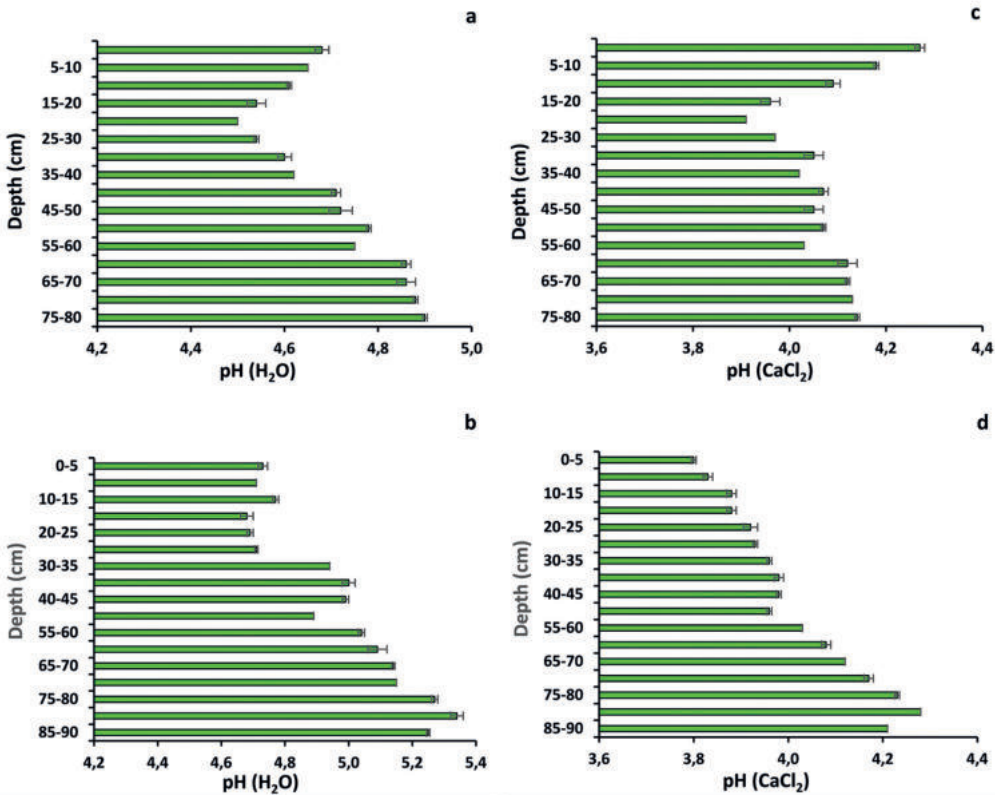 a
Depth (cm)
5-10
15-20
25-30
35-40
45-50
55-60
65-70
75-80
4,2 4,4 4,6 4,8 5,0
pH (H₂O)
c
Depth (cm)
5-10
15-20
25-30
35-40
45-50
55-60
65-70
75-80
3,6 3,8 4,0 4,2 4,4
pH (CaCl₂)
b
Depth (cm)
0-5
10-15
20-25
30-35
40-45
55-60
65-70
75-80
85-90
4,2 4,4 4,6 4,8 5,0 5,2 5,4
pH (H₂O)
d
Depth (cm)
0-5
10-15
20-25
30-35
40-45
55-60
65-70
75-80
85-90
3,6 3,8 4,0 4,2 4,4
pH (CaCl₂)